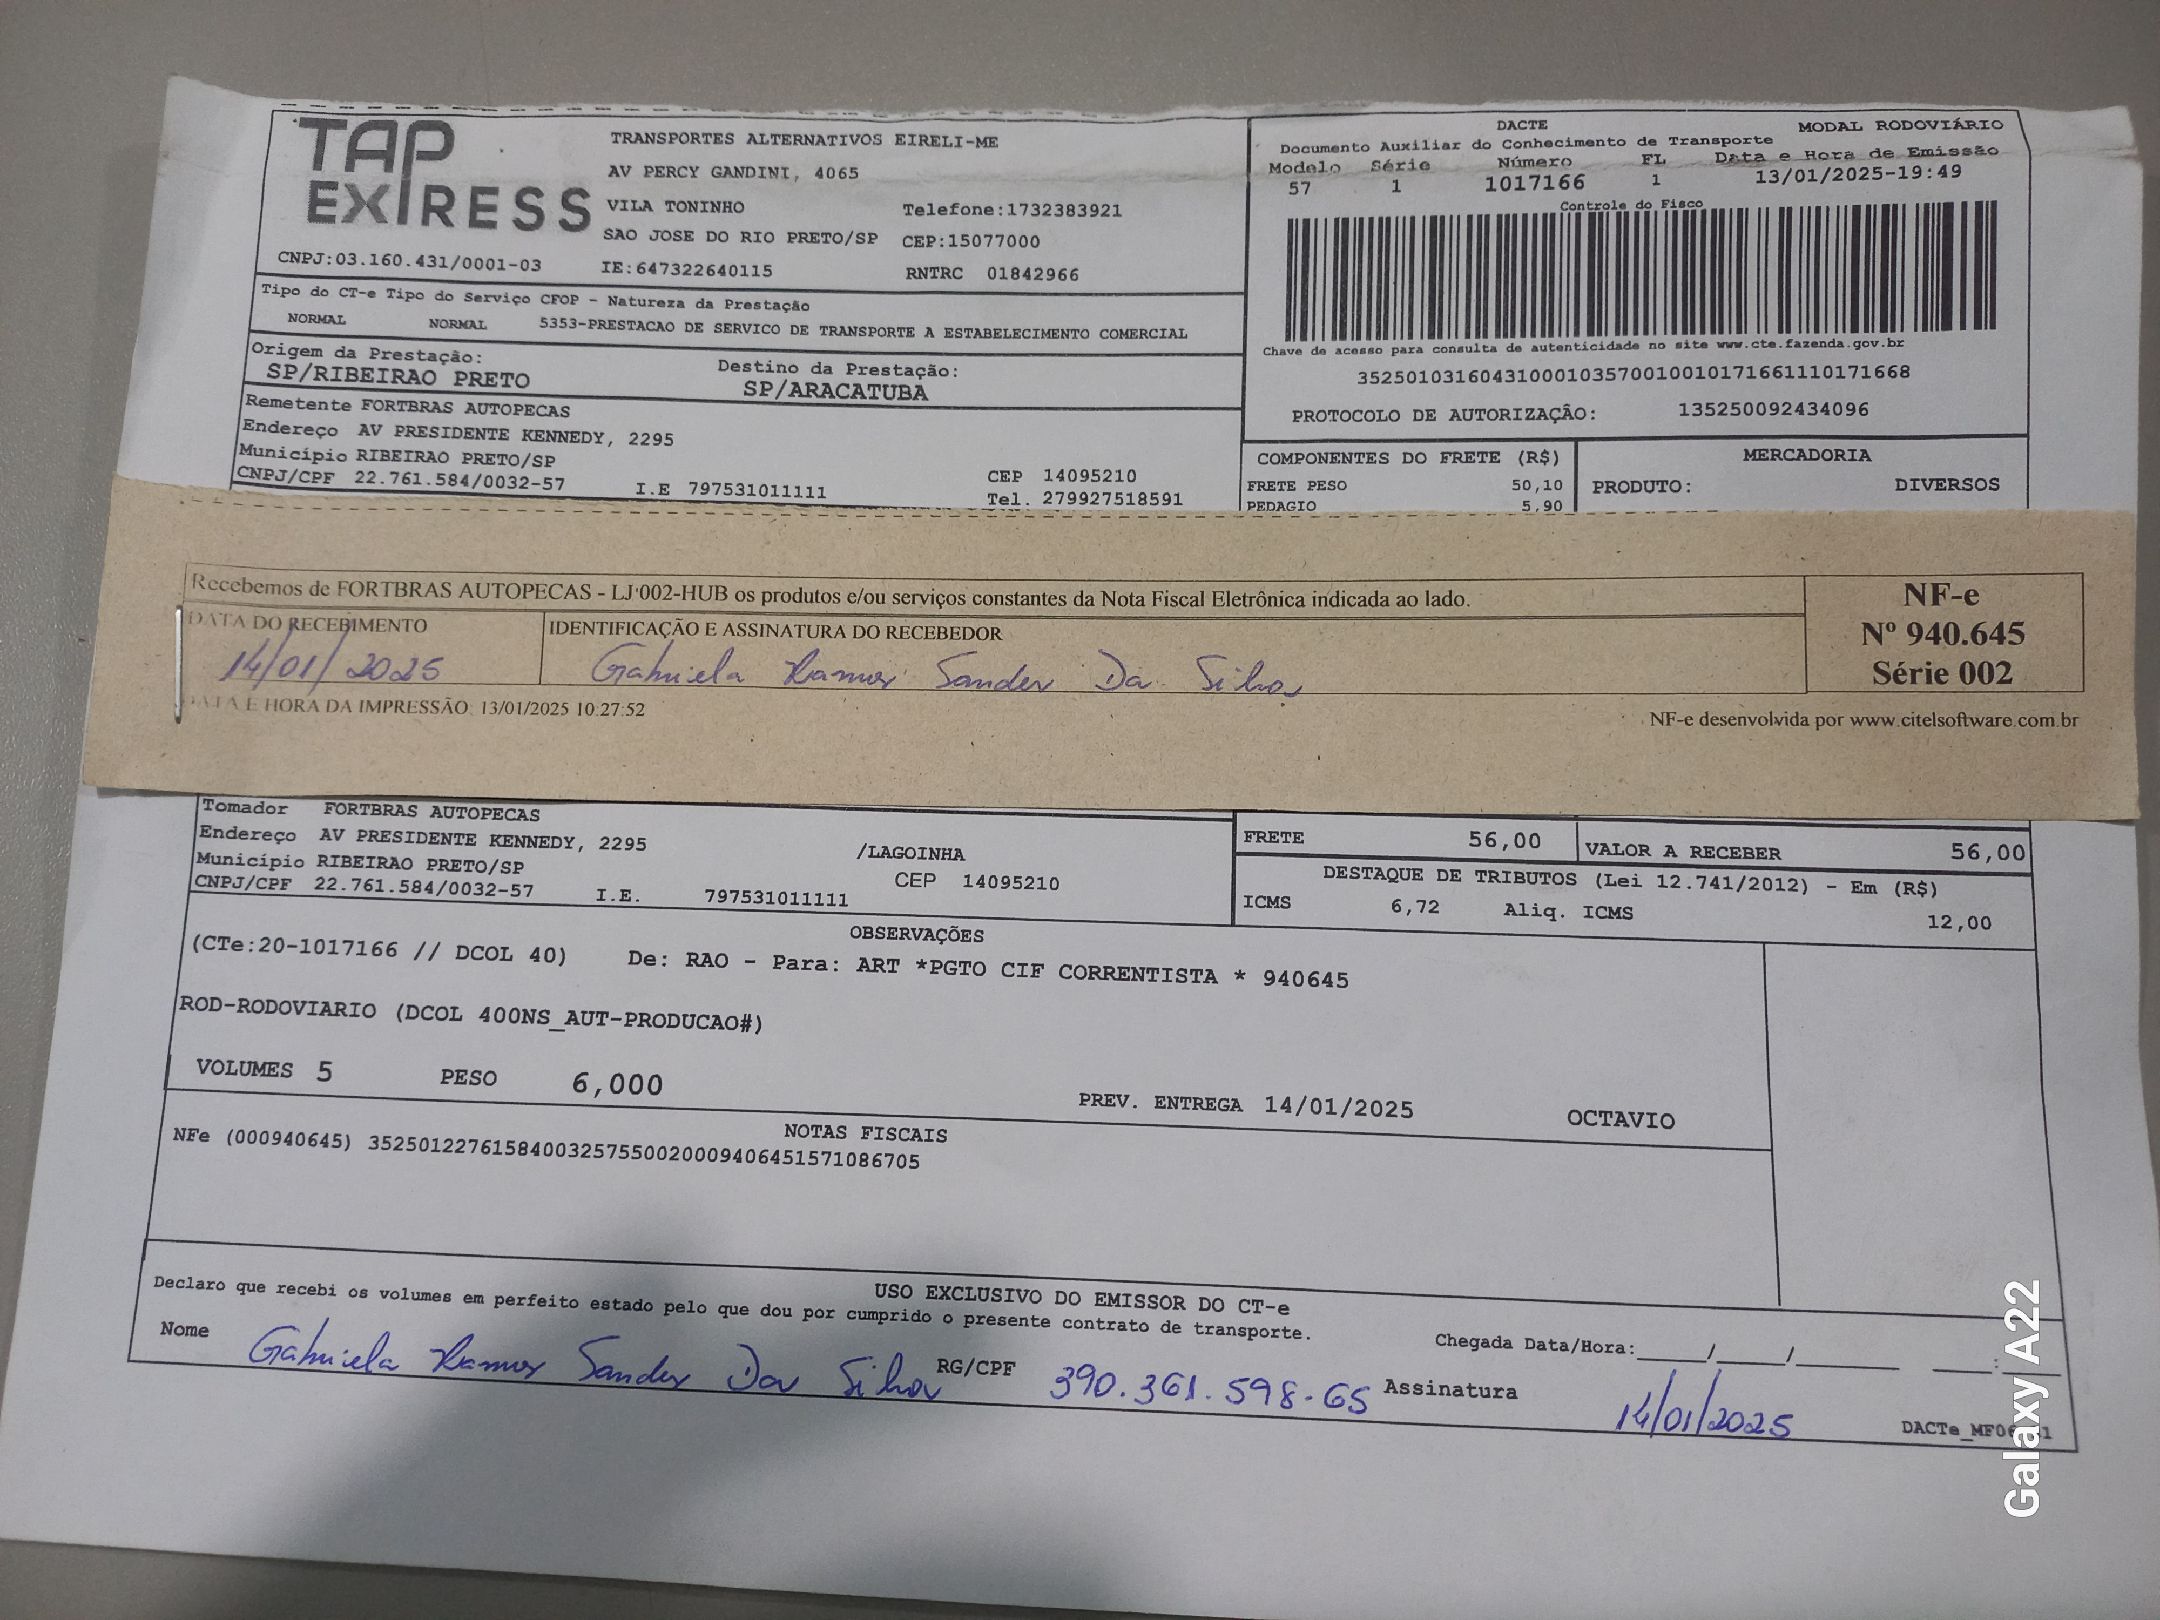 TAP EXPRESS
TRANSPORTES ALTERNATIVOS EIRELI-ME
AV PERCY GANDINI, 4065
VILA TONINHO Telefone:1732383921
SAO JOSE DO RIO PRETO/SP CEP:15077000
CNPJ:03.160.431/0001-03 IE:647322640115 RNTRC 01842966
DACTE MODAL RODOVIÁRIO
Documento Auxiliar do Conhecimento de Transporte
Modelo Série Número FL Data e Hora de Emissão
57 1 1017166 1 13/01/2025-19:49
Controle do Fisco
Chave de acesso para consulta de autenticidade no site www.cte.fazenda.gov.br
35250103160431000103570010010171661110171668
PROTOCOLO DE AUTORIZAÇÃO: 135250092434096
Tipo do CT-e Tipo do Serviço CFOP - Natureza da Prestação
NORMAL NORMAL 5353-PRESTACAO DE SERVICO DE TRANSPORTE A ESTABELECIMENTO COMERCIAL
Origem da Prestação: Destino da Prestação:
SP/RIBEIRAO PRETO SP/ARACATUBA
Remetente FORTBRAS AUTOPECAS
Endereço AV PRESIDENTE KENNEDY, 2295
Município RIBEIRAO PRETO/SP CEP 14095210
CNPJ/CPF 22.761.584/0032-57 I.E 797531011111 Tel. 279927518591
COMPONENTES DO FRETE (R$) MERCADORIA
FRETE PESO 50,10 PRODUTO: DIVERSOS
PEDAGIO 5,90
Recebemos de FORTBRAS AUTOPECAS - LJ 002-HUB os produtos e/ou serviços constantes da Nota Fiscal Eletrônica indicada ao lado.
DATA DO RECEBIMENTO IDENTIFICAÇÃO E ASSINATURA DO RECEBEDOR
14/01/2025 Gabriela Ramos Sander Da Silva
DATA E HORA DA IMPRESSÃO: 13/01/2025 10:27:52
NF-e
Nº 940.645
Série 002
NF-e desenvolvida por www.citelsoftware.com.br
Tomador FORTBRAS AUTOPECAS
Endereço AV PRESIDENTE KENNEDY, 2295 /LAGOINHA
Município RIBEIRAO PRETO/SP CEP 14095210
CNPJ/CPF 22.761.584/0032-57 I.E. 797531011111
FRETE 56,00 VALOR A RECEBER 56,00
DESTAQUE DE TRIBUTOS (Lei 12.741/2012) - Em (R$)
ICMS 6,72 Aliq. ICMS 12,00
OBSERVAÇÕES
(CTe:20-1017166 // DCOL 40) De: RAO - Para: ART *PGTO CIF CORRENTISTA * 940645
ROD-RODOVIARIO (DCOL 400NS_AUT-PRODUCAO#)
VOLUMES 5 PESO 6,000 PREV. ENTREGA 14/01/2025 OCTAVIO
NOTAS FISCAIS
NFe (000940645) 35250122761584003257550020009406451571086705
USO EXCLUSIVO DO EMISSOR DO CT-e
Declaro que recebi os volumes em perfeito estado pelo que dou por cumprido o presente contrato de transporte.
Nome Gabriela Ramos Sander Da Silva RG/CPF 390.361.598-65 Assinatura 14/01/2025
Chegada Data/Hora:_____/_____/_______ ____:____
Galaxy A22